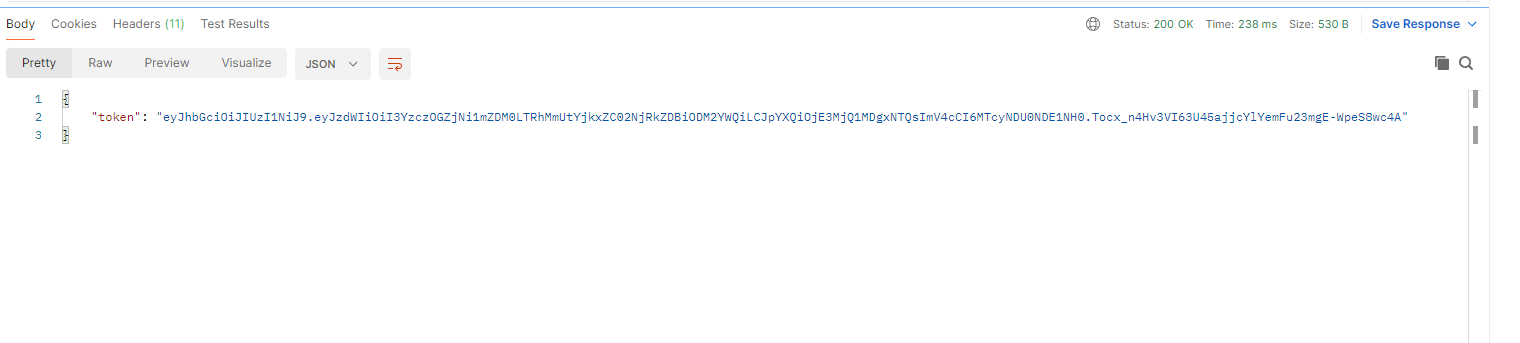 Body Cookies Headers (11) Test Results Status: 200 OK Time: 238 ms Size: 530 B Save Response
Pretty Raw Preview Visualize JSON
1 {
2 "token": "eyJhbGciOiJIUzI1NiJ9.eyJzdWIiOiI3YzczOGZjNi1mZDM0LTRhMmUtYjkxZC02NjRkZDBiODM2YWQiLCJpYXQiOjE3MjQ1MDgxNTQsImV4cCI6MTcyNDU0NDE1NH0.Tocx_n4Hv3VI63U45ajjcYlYemFu23mgE-WpeS8wc4A"
3 }